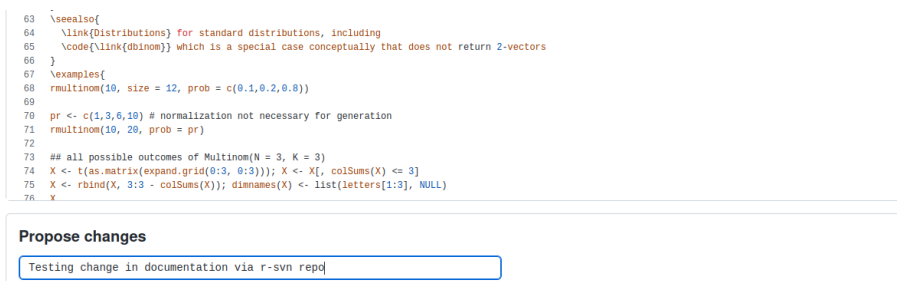 63 \seealso{
64 \link{Distributions} for standard distributions, including
65 \code{\link{dbinom}} which is a special case conceptually that does not return 2-vectors
66 }
67 \examples{
68 rmultinom(10, size = 12, prob = c(0.1,0.2,0.8))
69
70 pr <- c(1,3,6,10) # normalization not necessary for generation
71 rmultinom(10, 20, prob = pr)
72
73 ## all possible outcomes of Multinom(N = 3, K = 3)
74 X <- t(as.matrix(expand.grid(0:3, 0:3))); X <- X[, colSums(X) <= 3]
75 X <- rbind(X, 3:3 - colSums(X)); dimnames(X) <- list(letters[1:3], NULL)
76 X
Propose changes
Testing change in documentation via r-svn repo